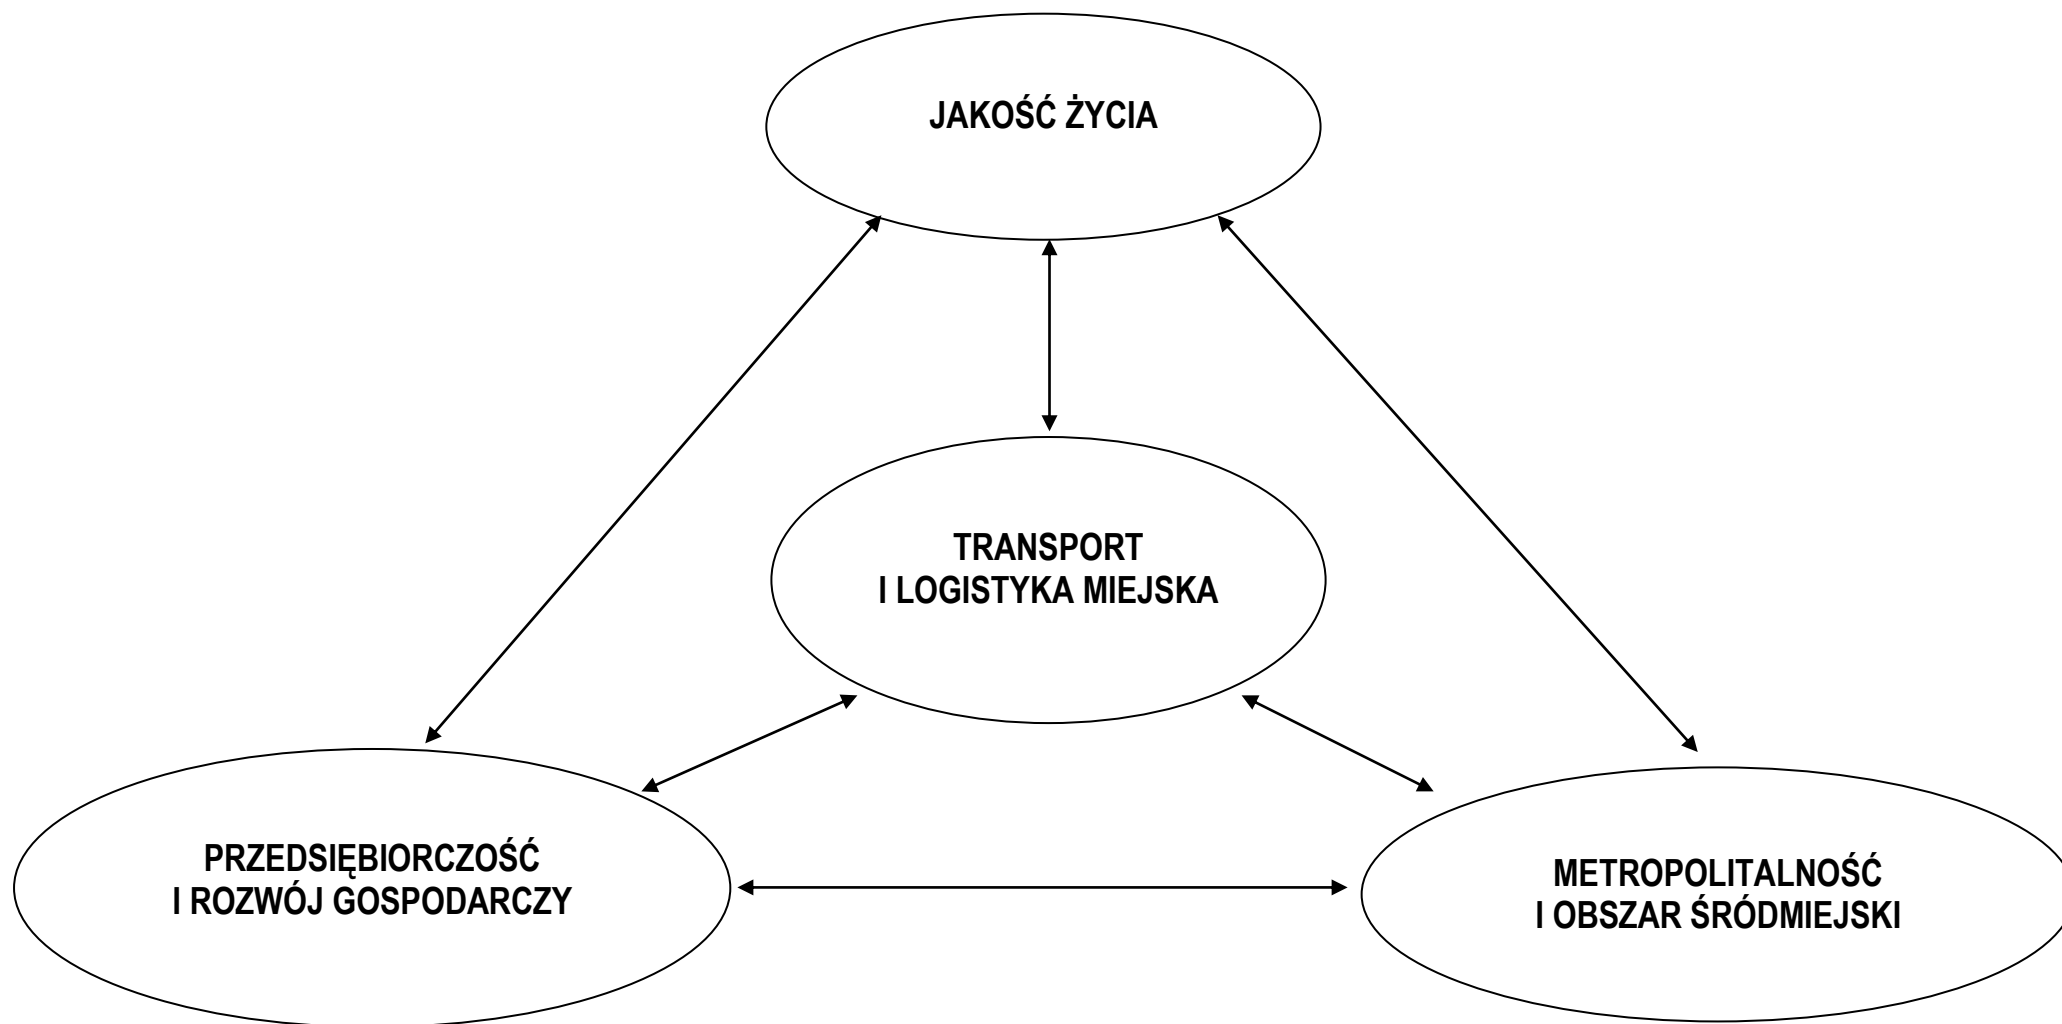 JAKOŚĆ ŻYCIA
TRANSPORT
I LOGISTYKA MIEJSKA
PRZEDSIĘBIORCZOŚĆ
I ROZWÓJ GOSPODARCZY
METROPOLITALNOŚĆ
I OBSZAR ŚRÓDMIEJSKI